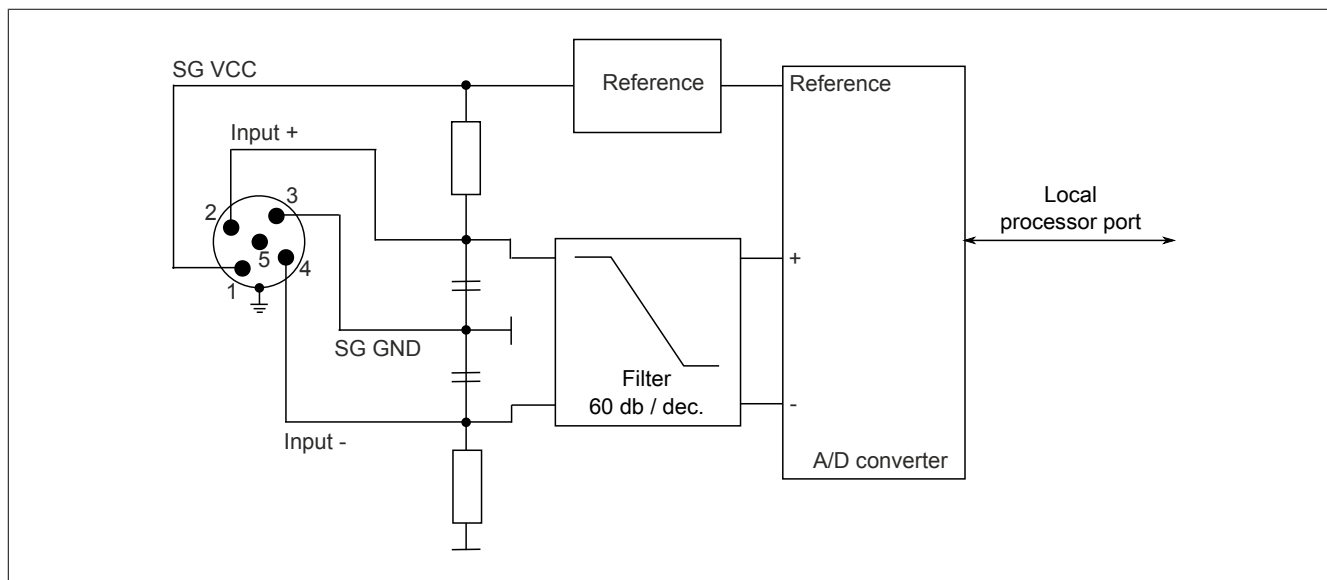 SG VCC
Reference
Reference
Input +
3
2
5
4
1
Local
processor port
+
SG GND
Filter
60 db / dec.
-
Input -
A/D converter